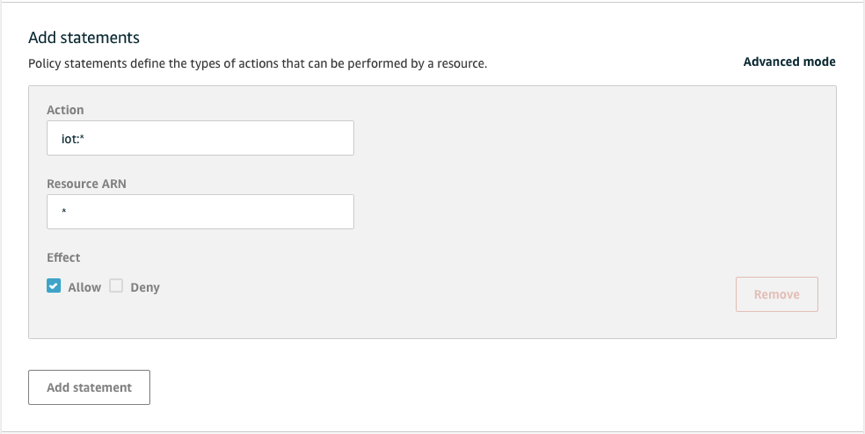 Add statements
Policy statements define the types of actions that can be performed by a resource.
Advanced mode
Action
iot:*
Resource ARN
*
Effect
Allow Deny
Remove
Add statement